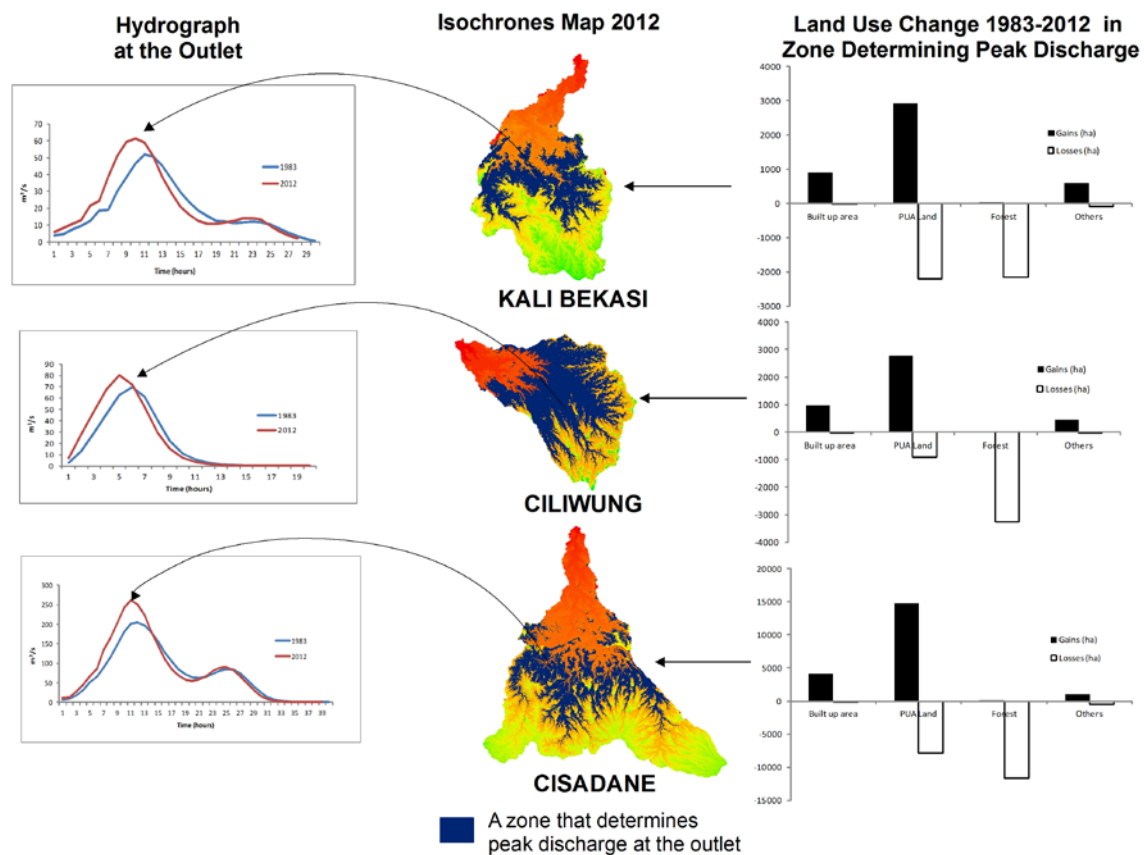 Hydrograph
at the Outlet
Isochrones Map 2012
Land Use Change 1983-2012 in
Zone Determining Peak Discharge
70
60
50
40
30
20
10
0
m³/s
1983
2012
1 3 5 7 9 11 13 15 17 19 21 23 25 27 29
Time (hours)
KALI BEKASI
4000
3000
2000
1000
0
-1000
-2000
-3000
Gains (ha)
Losses (ha)
Built up area PUA Land Forest Others
90
80
70
60
50
40
30
20
10
0
m³/s
1983
2012
1 3 5 7 9 11 13 15 17 19
Time (hours)
CILIWUNG
4000
3000
2000
1000
0
-1000
-2000
-3000
-4000
Gains (ha)
Losses (ha)
Built up area PUA Land Forest Others
300
250
200
150
100
50
0
m³/s
1983
2012
1 3 5 7 9 11 13 15 17 19 21 23 25 27 29 31 33 35 37 39
Time (hours)
CISADANE
20000
15000
10000
5000
0
-5000
-10000
-15000
Gains (ha)
Losses (ha)
Built up area PUA Land Forest Others
A zone that determines
peak discharge at the outlet